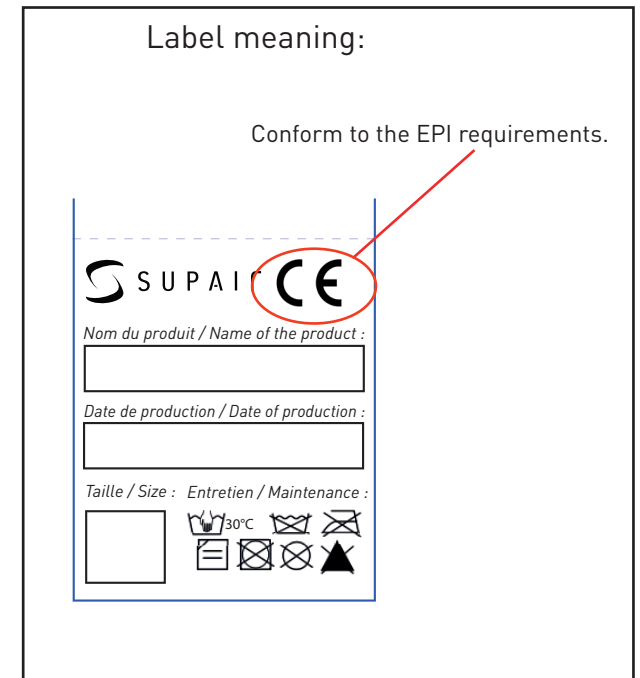 Label meaning:
Conform to the EPI requirements.
SUPAIR CE
Nom du produit / Name of the product :
Date de production / Date of production :
Taille / Size : Entretien / Maintenance :
30°C